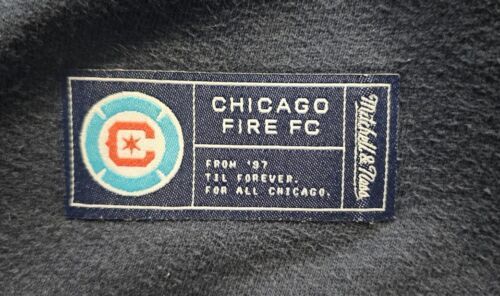 C
CHICAGO
FIRE FC
FROM '97
TIL FOREVER.
FOR ALL CHICAGO.
Mitchell & Ness